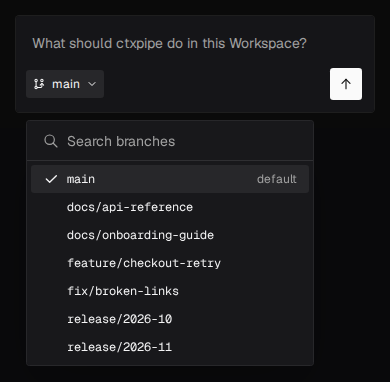 What should ctxpipe do in this Workspace?
main
Search branches
main default
docs/api-reference
docs/onboarding-guide
feature/checkout-retry
fix/broken-links
release/2026-10
release/2026-11